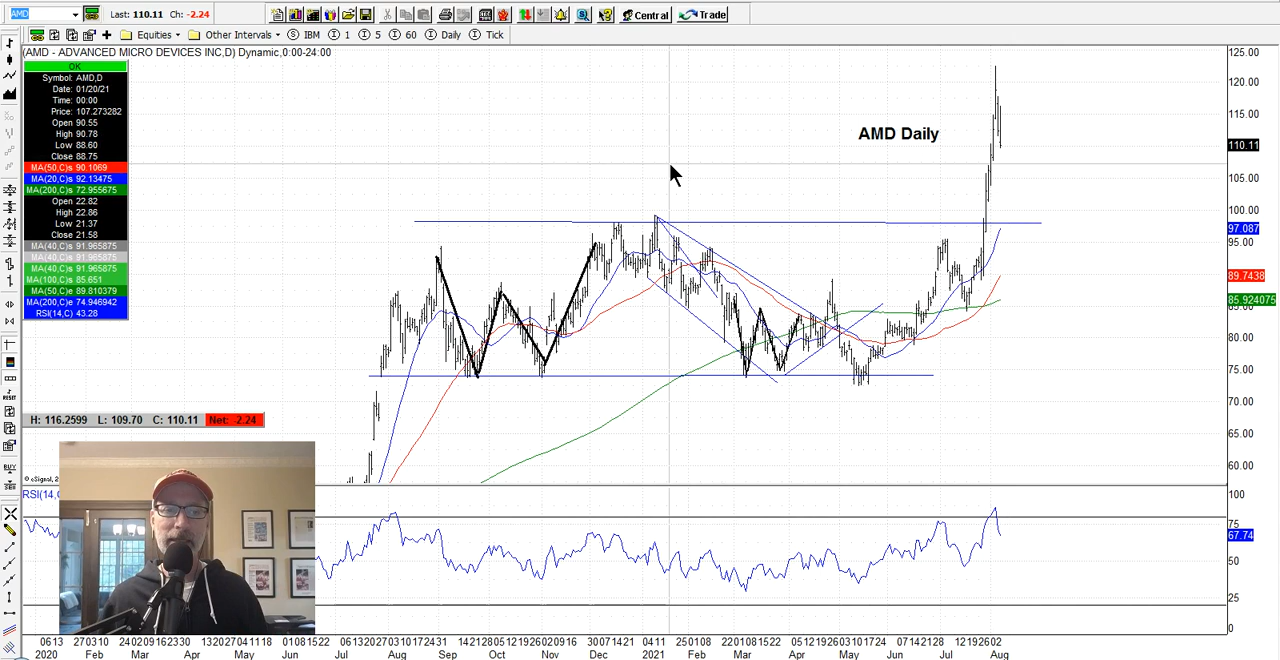 AMD Last: 110.11 Ch: -2.24 Central Trade
Equities Other Intervals IBM 1 5 60 Daily Tick
(AMD - ADVANCED MICRO DEVICES INC,D) Dynamic,0:00-24:00
OK
Symbol: AMD,D
Date: 01/20/21
Time: 00:00
Price: 107.273282
Open 90.55
High 90.78
Low 88.60
Close 88.75
MA(50,C)s 90.1069
MA(20,C)s 92.13475
MA(200,C)s 72.955675
Open 22.82
High 22.86
Low 21.37
Close 21.58
MA(40,C)s 91.965875
MA(40,C)s 91.965875
MA(40,C)s 91.965875
MA(100,C)s 85.651
MA(50,C)e 89.810379
MA(200,C)e 74.946942
RSI(14,C) 43.28
AMD Daily
125.00
120.00
115.00
110.11
105.00
100.00
97.087
95.00
89.7438
85.924075
80.00
75.00
70.00
65.00
60.00
H: 116.2599 L: 109.70 C: 110.11 Net: -2.24
© eSignal, 2
RSI(14,C
100
75
67.74
50
25
0
RESET
BUY
2020 Feb Mar Apr May Jun Jul Aug Sep Oct Nov Dec 2021 Feb Mar Apr May Jun Jul Aug